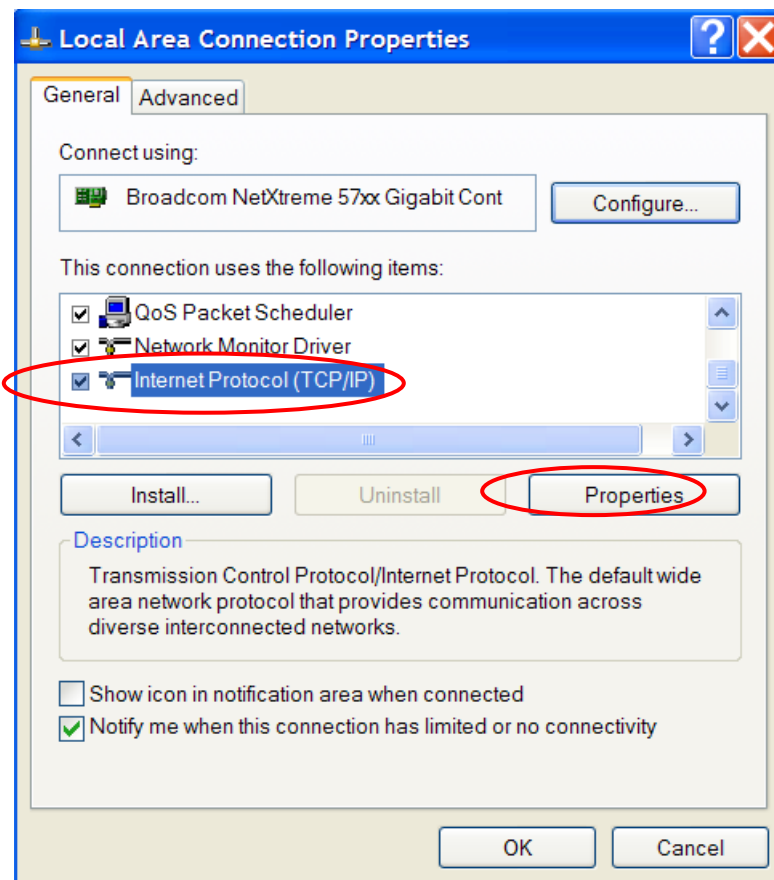 Local Area Connection Properties
General Advanced
Connect using:
Broadcom NetXtreme 57xx Gigabit Cont
Configure...
This connection uses the following items:
QoS Packet Scheduler
Network Monitor Driver
Internet Protocol (TCP/IP)
Install... Uninstall Properties
Description
Transmission Control Protocol/Internet Protocol. The default wide
area network protocol that provides communication across
diverse interconnected networks.
Show icon in notification area when connected
Notify me when this connection has limited or no connectivity
OK Cancel